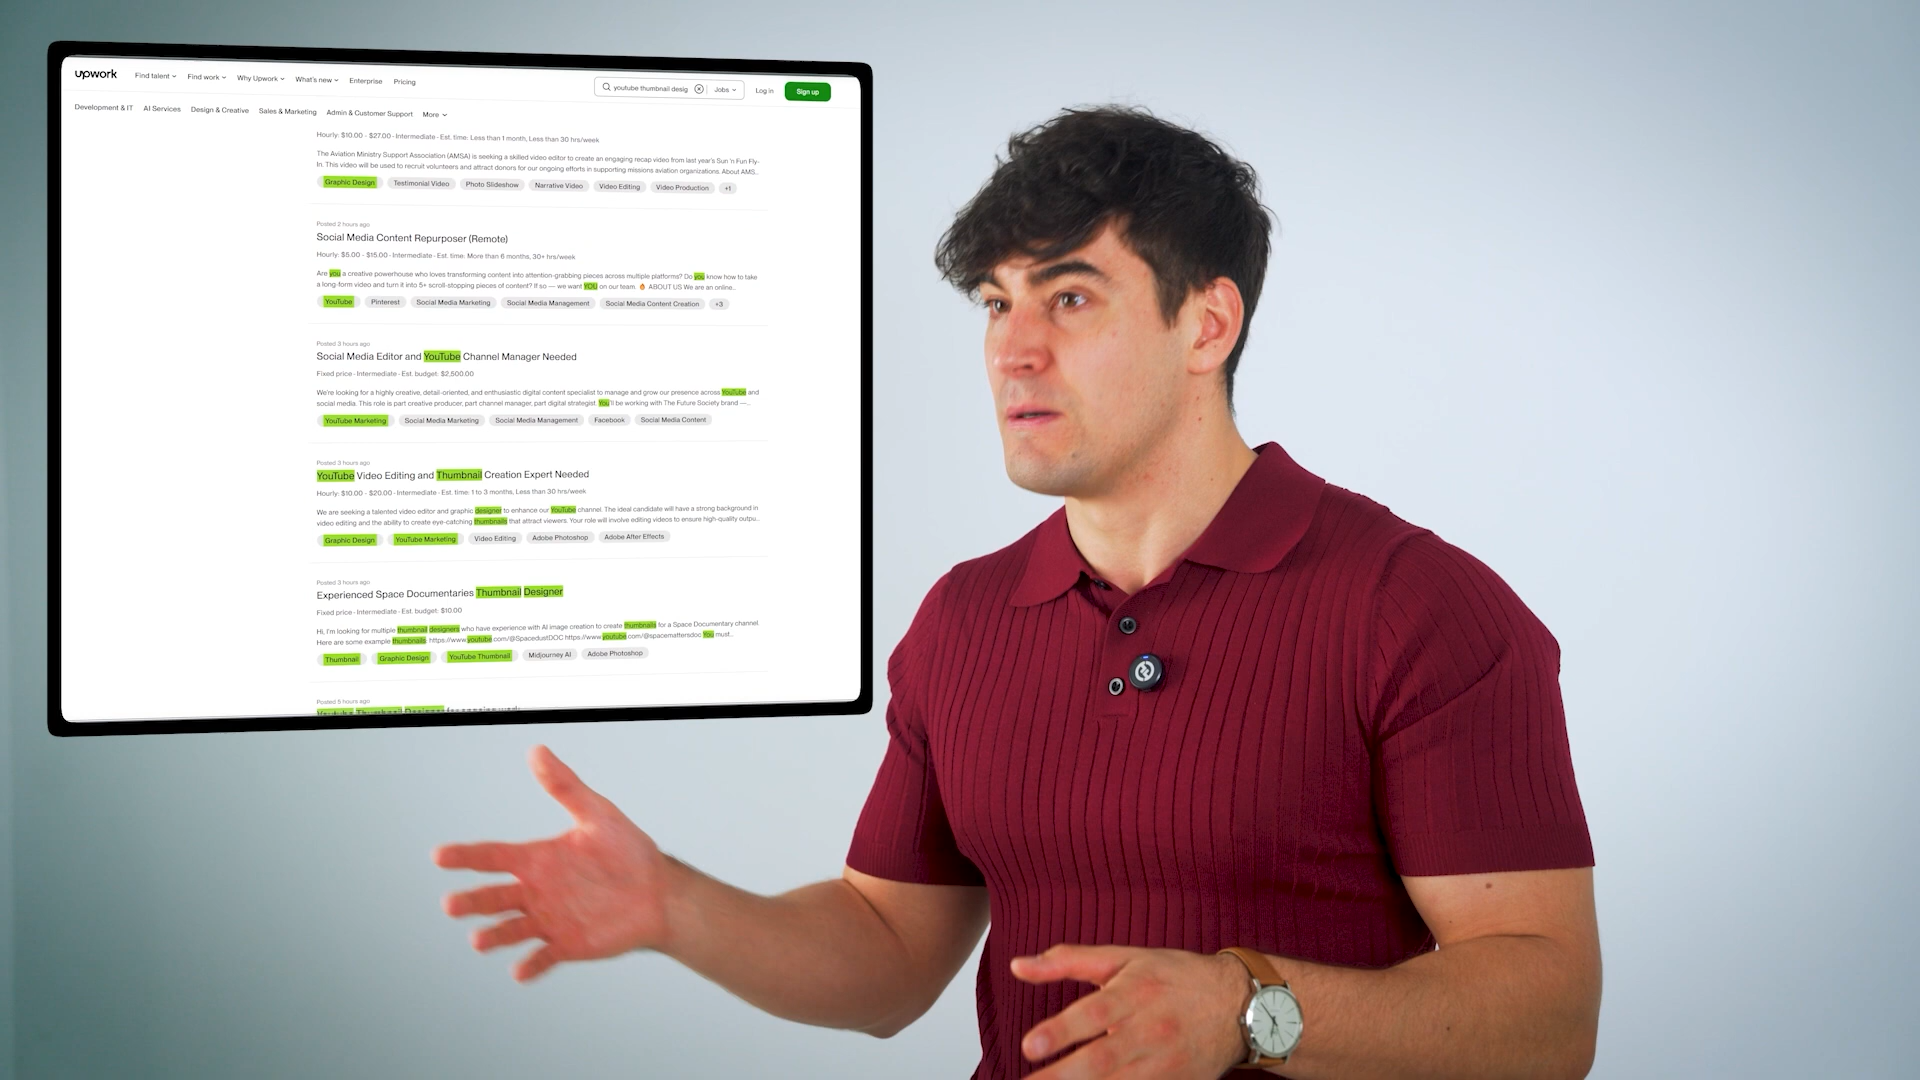 upwork
Find talent
Find work
Why Upwork
What's new
Enterprise
Pricing
youtube thumbnail desig
Jobs
Log in
Sign up
Development & IT
AI Services
Design & Creative
Sales & Marketing
Admin & Customer Support
More
Hourly: $10.00 - $27.00 - Intermediate - Est. time: Less than 1 month, Less than 30 hrs/week
The Aviation Ministry Support Association (AMSA) is seeking a skilled video editor to create an engaging recap video from last year's Sun 'n Fun Fly-
In. This video will be used to recruit volunteers and attract donors for our ongoing efforts in supporting missions aviation organizations. About AMS...
Graphic Design
Testimonial Video
Photo Slideshow
Narrative Video
Video Editing
Video Production
+1
Posted 2 hours ago
Social Media Content Repurposer (Remote)
Hourly: $5.00 - $15.00 - Intermediate - Est. time: More than 6 months, 30+ hrs/week
Are you a creative powerhouse who loves transforming content into attention-grabbing pieces across multiple platforms? Do you know how to take
a long-form video and turn it into 5+ scroll-stopping pieces of content? If so — we want YOU on our team. 🔥 ABOUT US We are an online...
YouTube
Pinterest
Social Media Marketing
Social Media Management
Social Media Content Creation
+3
Posted 3 hours ago
Social Media Editor and YouTube Channel Manager Needed
Fixed price - Intermediate - Est. budget: $2,500.00
We're looking for a highly creative, detail-oriented, and enthusiastic digital content specialist to manage and grow our presence across YouTube and
social media. This role is part creative producer, part channel manager, part digital strategist. You'll be working with The Future Society brand —...
YouTube Marketing
Social Media Marketing
Social Media Management
Facebook
Social Media Content
Posted 3 hours ago
YouTube Video Editing and Thumbnail Creation Expert Needed
Hourly: $10.00 - $20.00 - Intermediate - Est. time: 1 to 3 months, Less than 30 hrs/week
We are seeking a talented video editor and graphic designer to enhance our YouTube channel. The ideal candidate will have a strong background in
video editing and the ability to create eye-catching thumbnails that attract viewers. Your role will involve editing videos to ensure high-quality outpu...
Graphic Design
YouTube Marketing
Video Editing
Adobe Photoshop
Adobe After Effects
Posted 3 hours ago
Experienced Space Documentaries Thumbnail Designer
Fixed price - Intermediate - Est. budget: $10.00
Hi, I'm looking for multiple thumbnail designers who have experience with AI image creation to create thumbnails for a Space Documentary channel.
Here are some example thumbnails. https://www.youtube.com/@SpacedustDOC https://www.youtube.com/@spacemattersdoc You must...
Thumbnail
Graphic Design
YouTube Thumbnail
Midjourney AI
Adobe Photoshop
Posted 5 hours ago
Youtube Thumbnail Designer